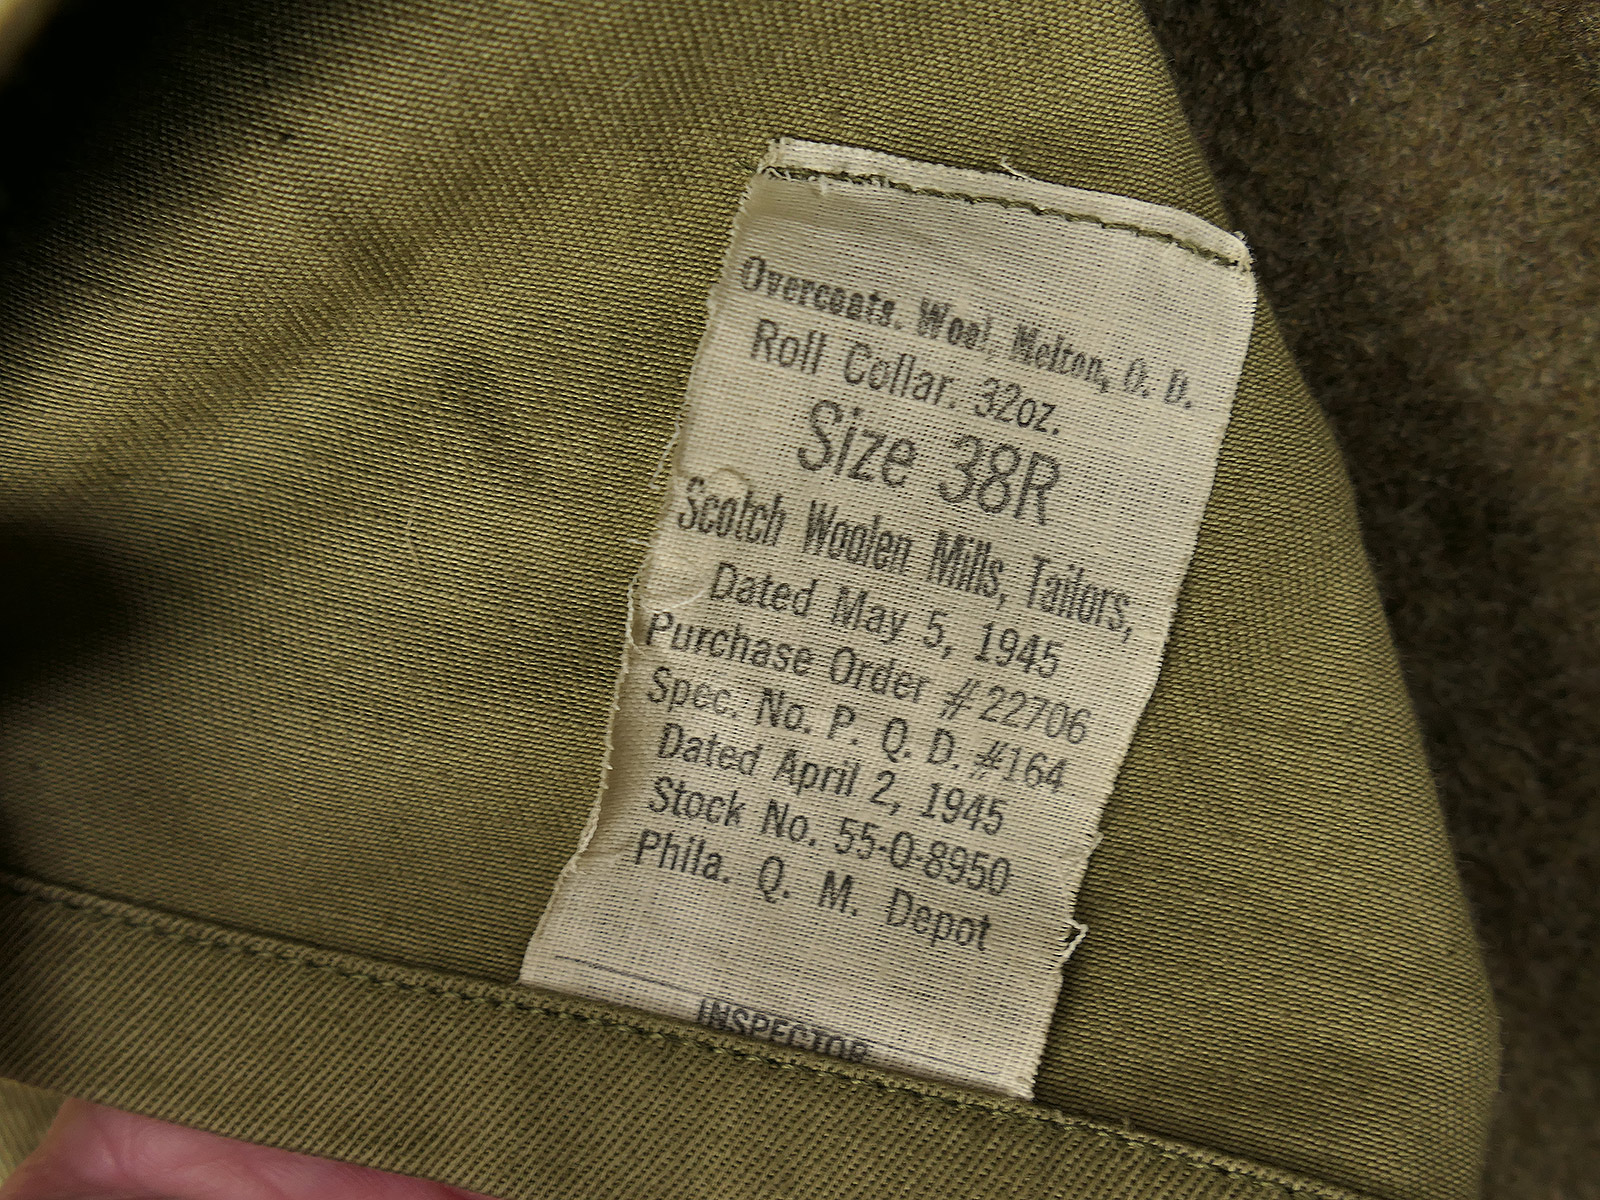 Overcoats. Wool, Melton, O. D.
Roll Collar. 32oz.
Size 38R
Scotch Woolen Mills, Tailors,
Dated May 5, 1945
Purchase Order #22706
Spec. No. P. Q. D. #164
Dated April 2, 1945
Stock No. 55-O-8950
Phila. Q. M. Depot
INSPECTOR